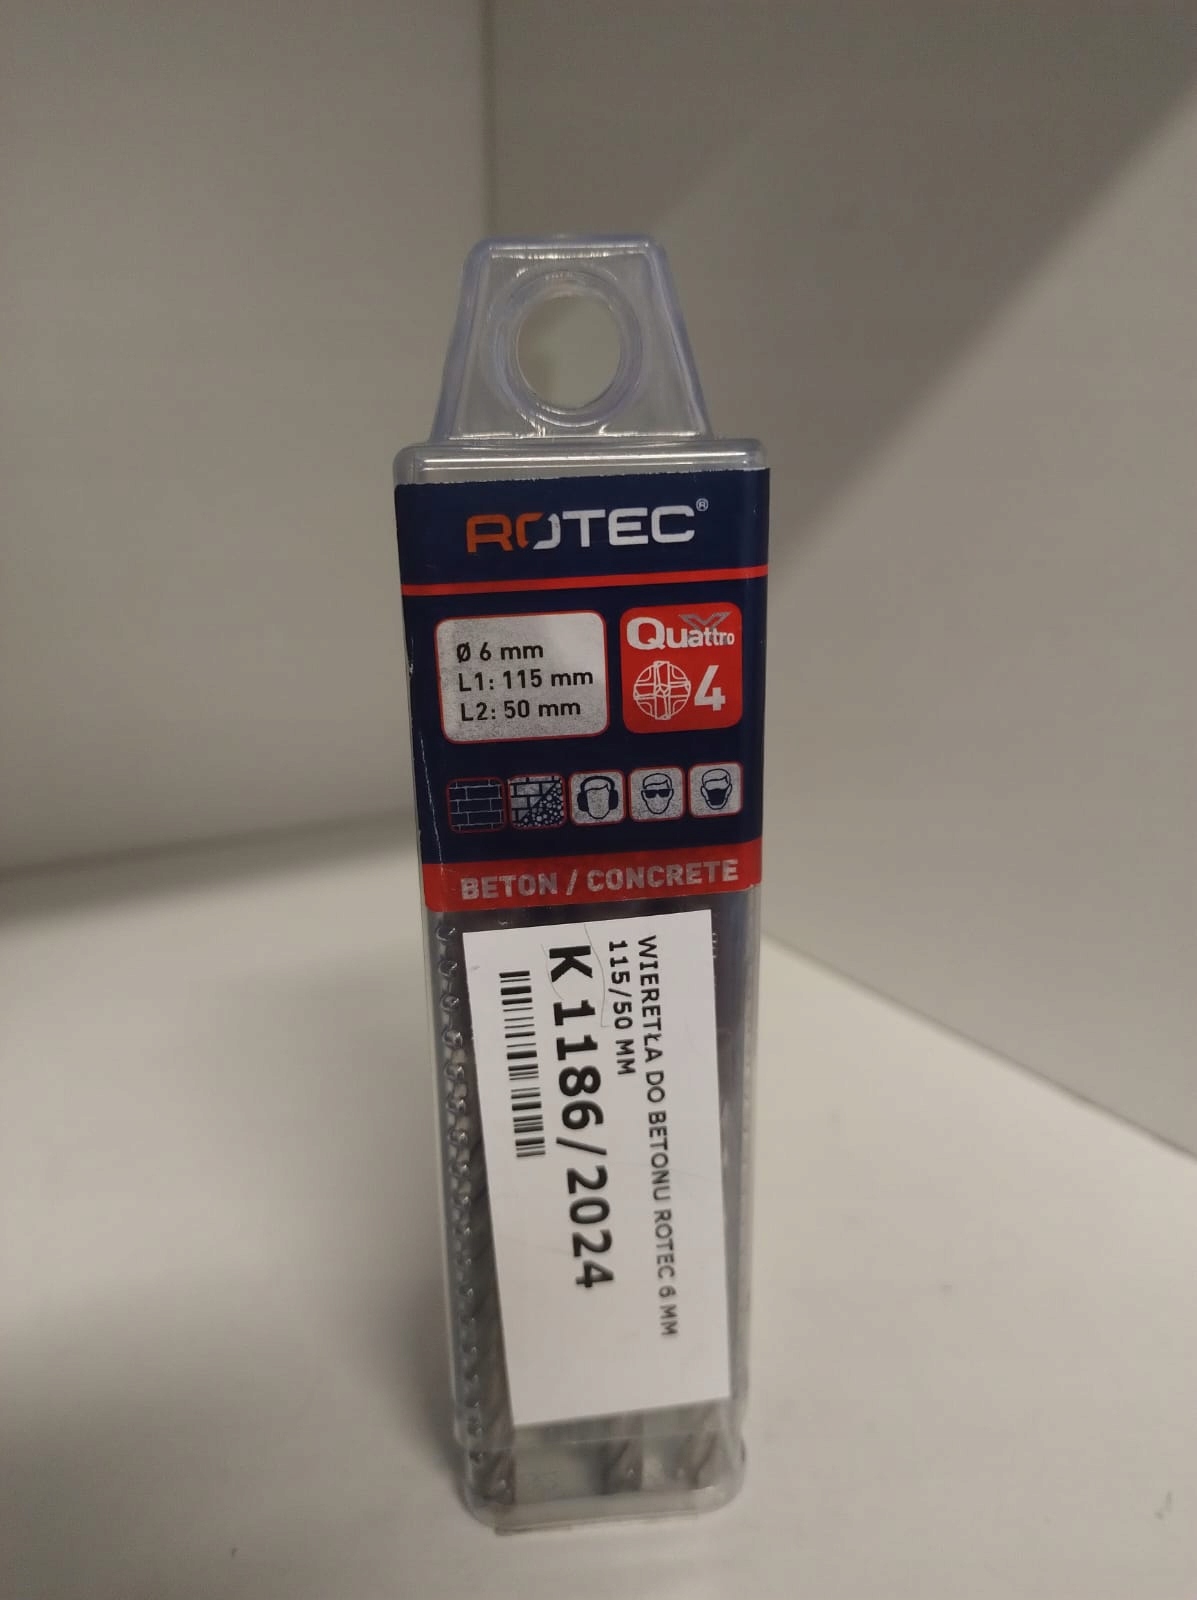 ROTEC®
Ø 6 mm
L1: 115 mm
L2: 50 mm
Quattro
X
4
BETON / CONCRETE
WIERETŁA DO BETONU ROTEC 6 MM
115/50 MM
K 1186/2024